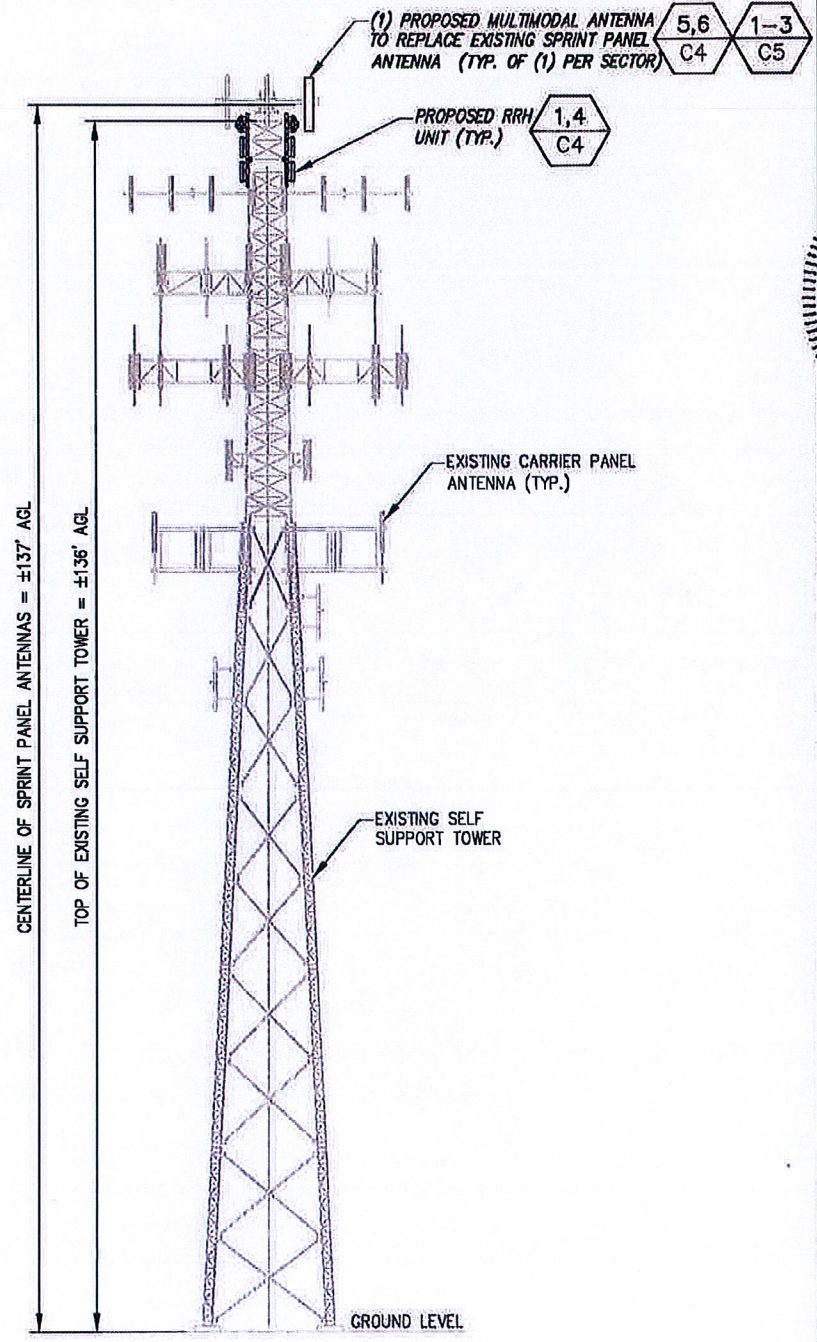 (1) PROPOSED MULTIMODAL ANTENNA
TO REPLACE EXISTING SPRINT PANEL
ANTENNA (TYP. OF (1) PER SECTOR)
5,6
C4
1-3
C5
PROPOSED RRH
UNIT (TYP.)
1,4
C4
EXISTING CARRIER PANEL
ANTENNA (TYP.)
CENTERLINE OF SPRINT PANEL ANTENNAS = ±137' AGL
TOP OF EXISTING SELF SUPPORT TOWER = ±136' AGL
EXISTING SELF
SUPPORT TOWER
GROUND LEVEL